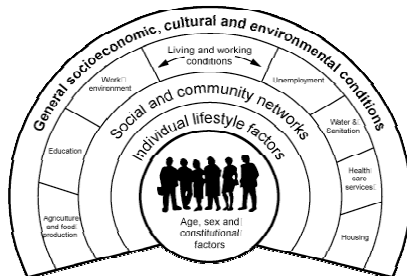 General socioeconomic, cultural and environmental conditions
Living and working
conditions
Work
environment
Unemployment
Social and community networks
Water &
Sanitation
Individual lifestyle factors
Education
Health
care
services
Agriculture
and food
production
Age, sex and
constitutional
factors
Housing